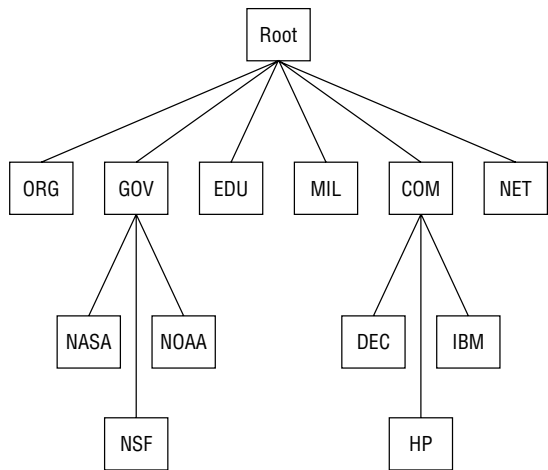 Root
ORG
GOV
EDU
MIL
COM
NET
NASA
NOAA
DEC
IBM
NSF
HP